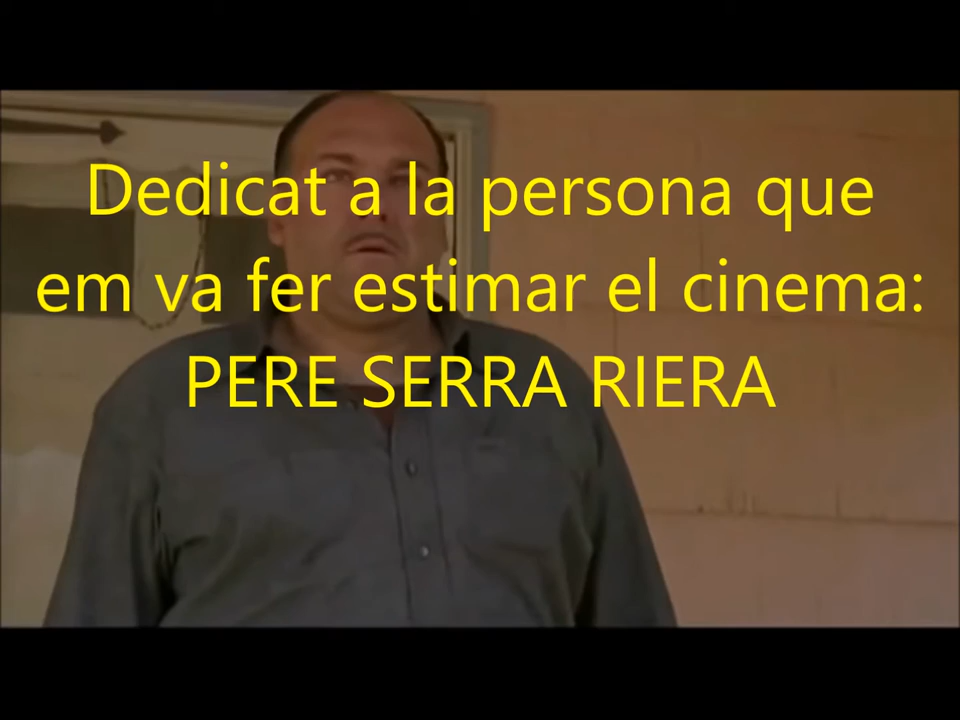 Dedicat a la persona que
em va fer estimar el cinema:
PERE SERRA RIERA